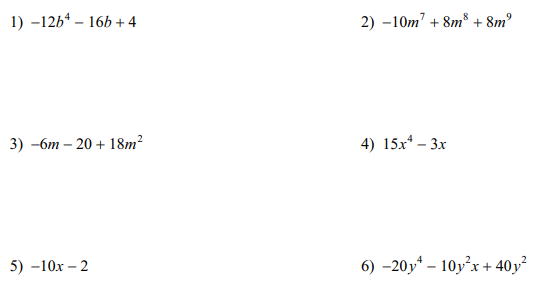 1) −12b⁴ − 16b + 4
2) −10m⁷ + 8m⁸ + 8m⁹
3) −6m − 20 + 18m²
4) 15x⁴ − 3x
5) −10x − 2
6) −20y⁴ − 10y²x + 40y²